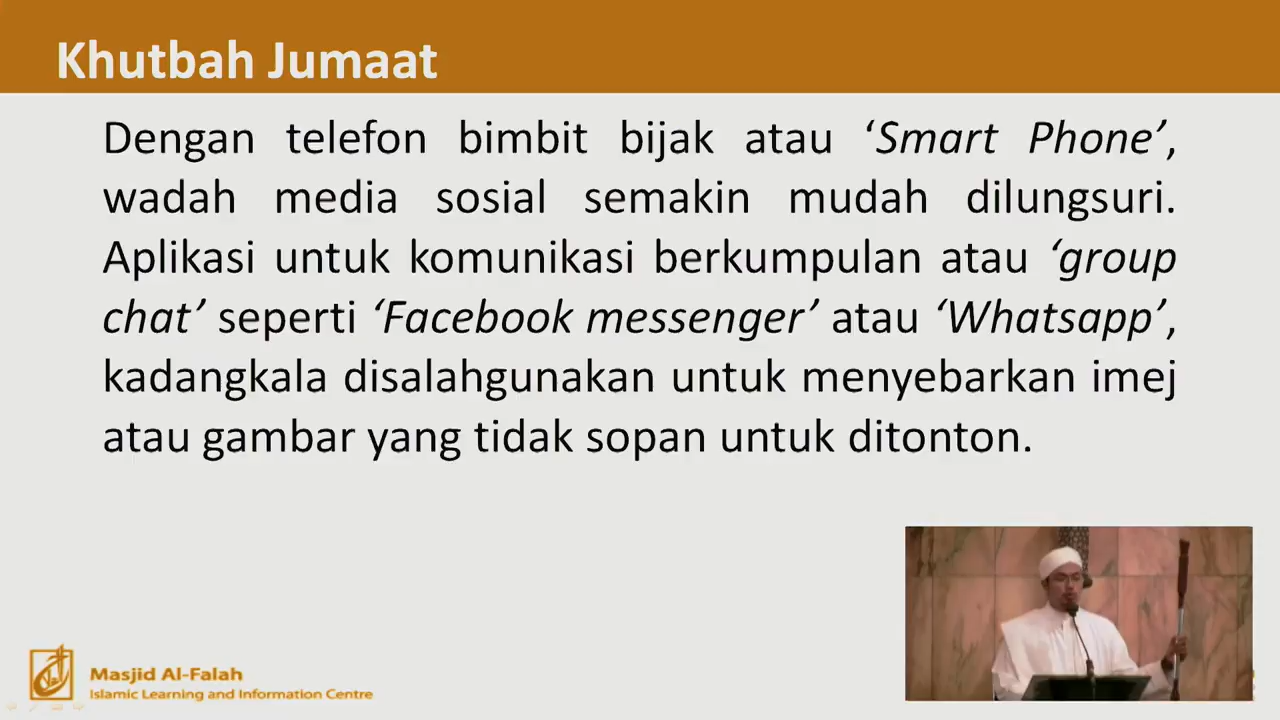 Khutbah Jumaat
Dengan telefon bimbit bijak atau ‘Smart Phone’,
wadah media sosial semakin mudah dilungsuri.
Aplikasi untuk komunikasi berkumpulan atau ‘group
chat’ seperti ‘Facebook messenger’ atau ‘Whatsapp’,
kadangkala disalahgunakan untuk menyebarkan imej
atau gambar yang tidak sopan untuk ditonton.
Masjid Al-Falah
Islamic Learning and Information Centre